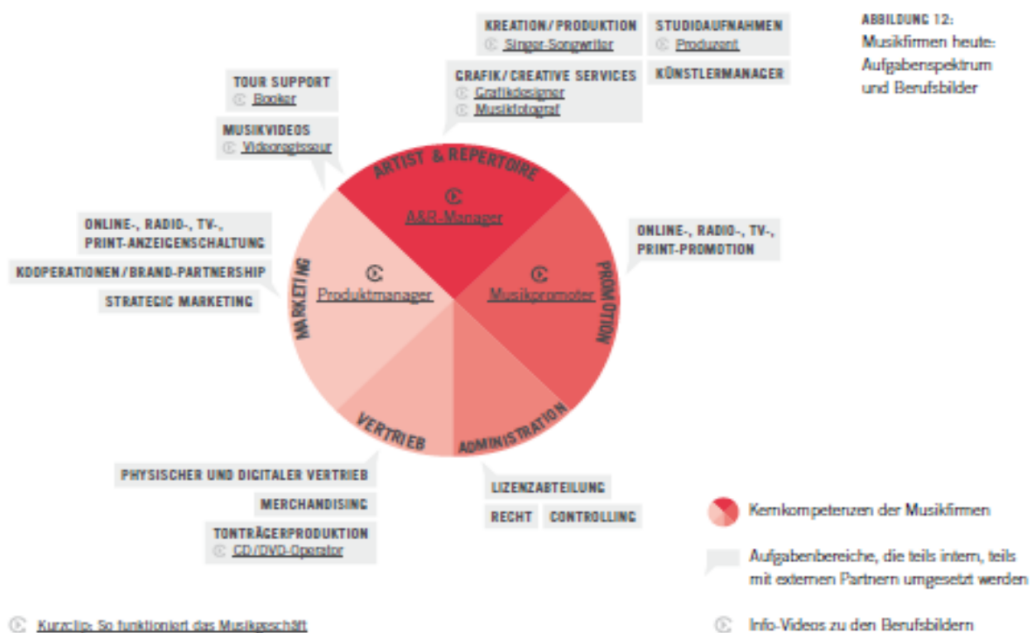 ABBILDUNG 12:
Musikfirmen heute:
Aufgabenspektrum
und Berufsbilder
KREATION/PRODUKTION
Singer-Songwriter
STUDIOAUFNAHMEN
Produzent
GRAFIK/CREATIVE SERVICES
Grafikdesigner
Musikfotograf
KÜNSTLERMANAGER
TOUR SUPPORT
Booker
MUSIKVIDEOS
Videoregisseur
ARTIST & REPERTOIRE
A&R-Manager
ONLINE-, RADIO-, TV-,
PRINT-ANZEIGENSCHALTUNG
KOOPERATIONEN/BRAND-PARTNERSHIP
STRATEGIC MARKETING
MARKETING
Produktmanager
Musikpromoter
PROMOTION
ONLINE-, RADIO-, TV-,
PRINT-PROMOTION
VERTRIEB
ADMINISTRATION
PHYSISCHER UND DIGITALER VERTRIEB
MERCHANDISING
TONTRÄGERPRODUKTION
CD/DVD-Operator
LIZENZABTEILUNG
RECHT
CONTROLLING
Kernkompetenzen der Musikfirmen
Aufgabenbereiche, die teils intern, teils
mit externen Partnern umgesetzt werden
Info-Videos zu den Berufsbildern
Kurzclip: So funktioniert das Musikgeschäft